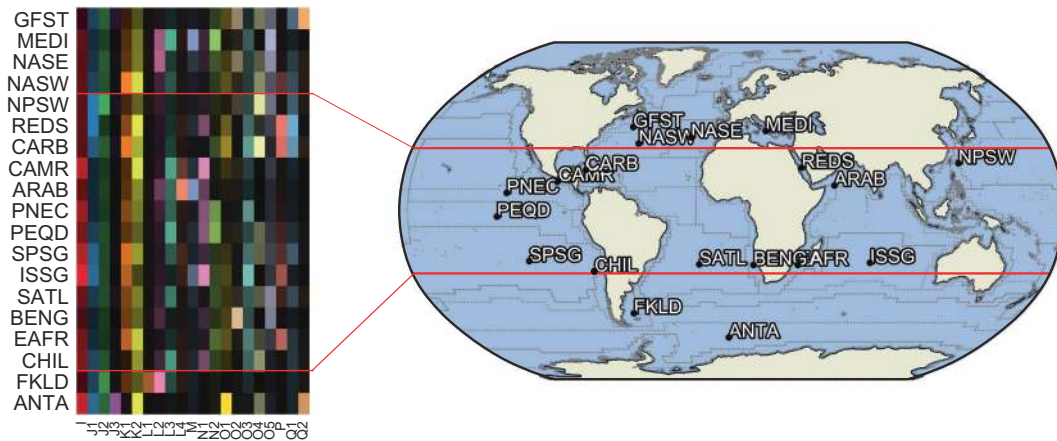 GFST
MEDI
NASE
NASW
NPSW
REDS
CARB
CAMR
ARAB
PNEC
PEQD
SPSG
ISSG
SATL
BENG
EAFR
CHIL
FKLD
ANTA
I J1 J2 J3 K1 K2 L1 L2 L3 L4 M N1 N2 O1 O2 O3 O4 O5 P Q1 Q2
GFST
MEDI
NASW
NASE
NPSW
CARB
REDS
CAMR
ARAB
PNEC
PEQD
SPSG
SATL
BENG
EAFR
ISSG
CHIL
FKLD
ANTA